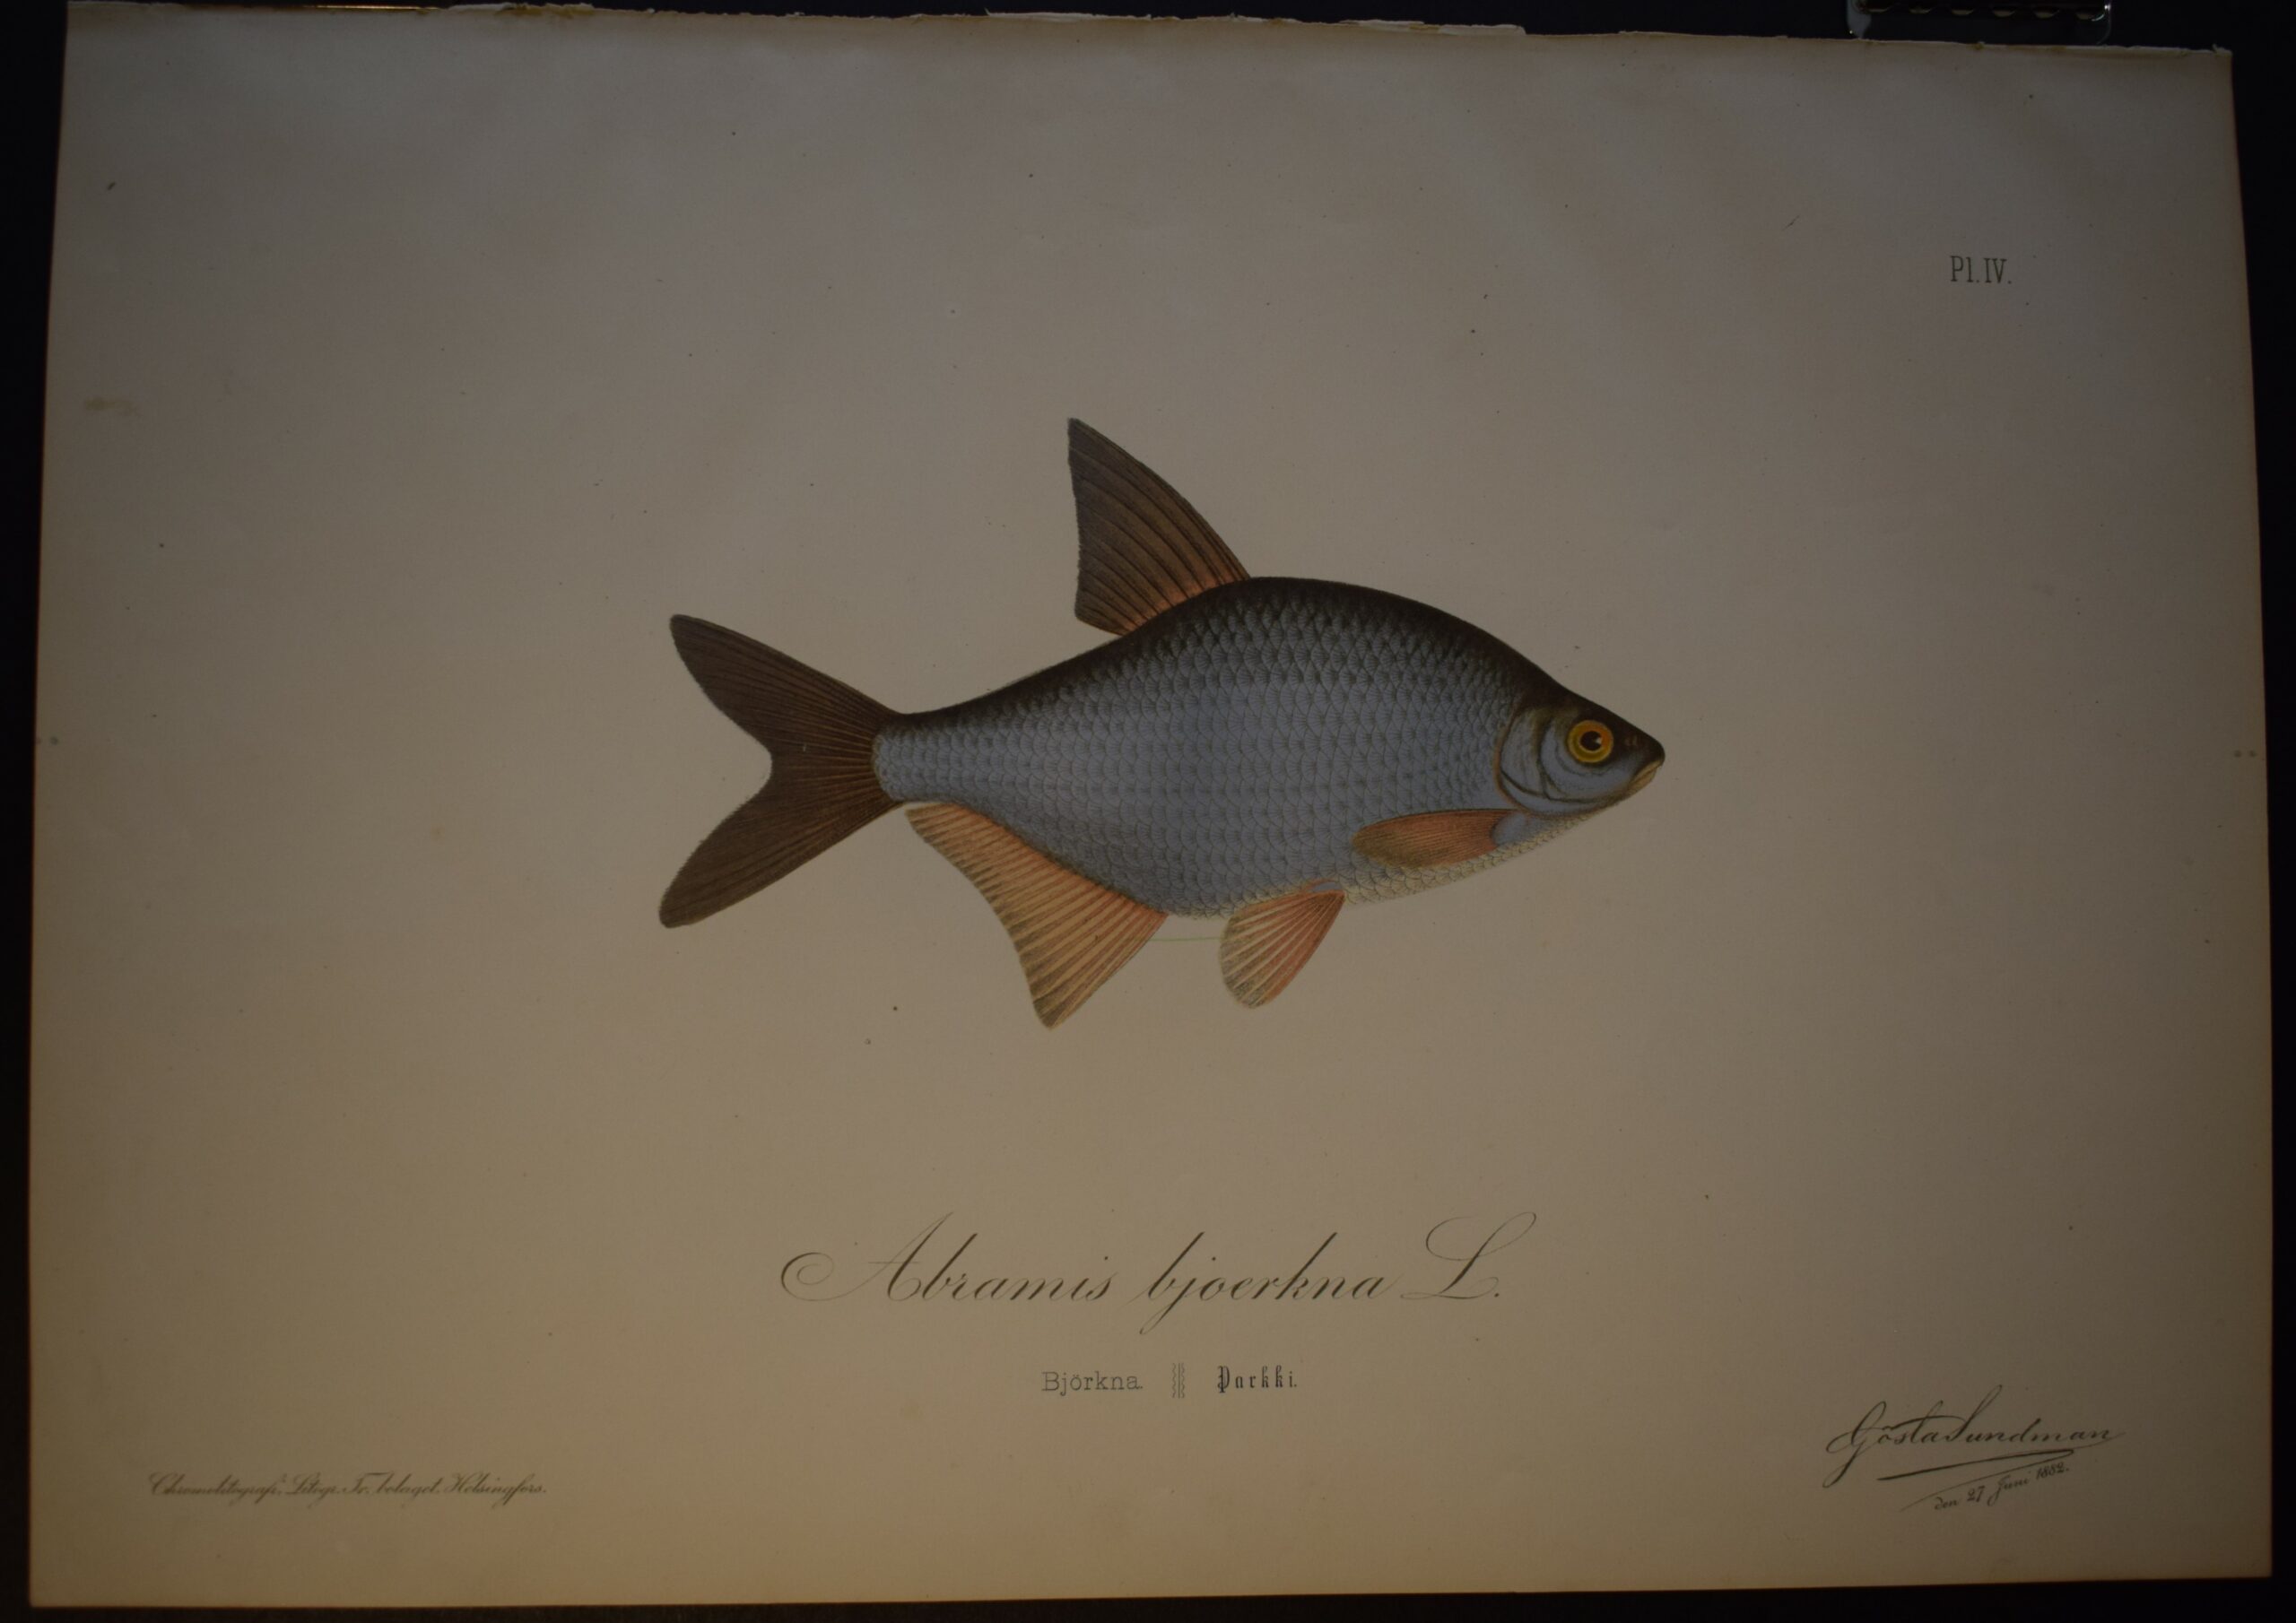 Pl. IV.
Abramis bjoerkna L.
Björkna. Parkki.
Gösta Sundman
den 27 Juni 1882.
Chromolitografi, Litogr. Tr. bolaget, Helsingfors.